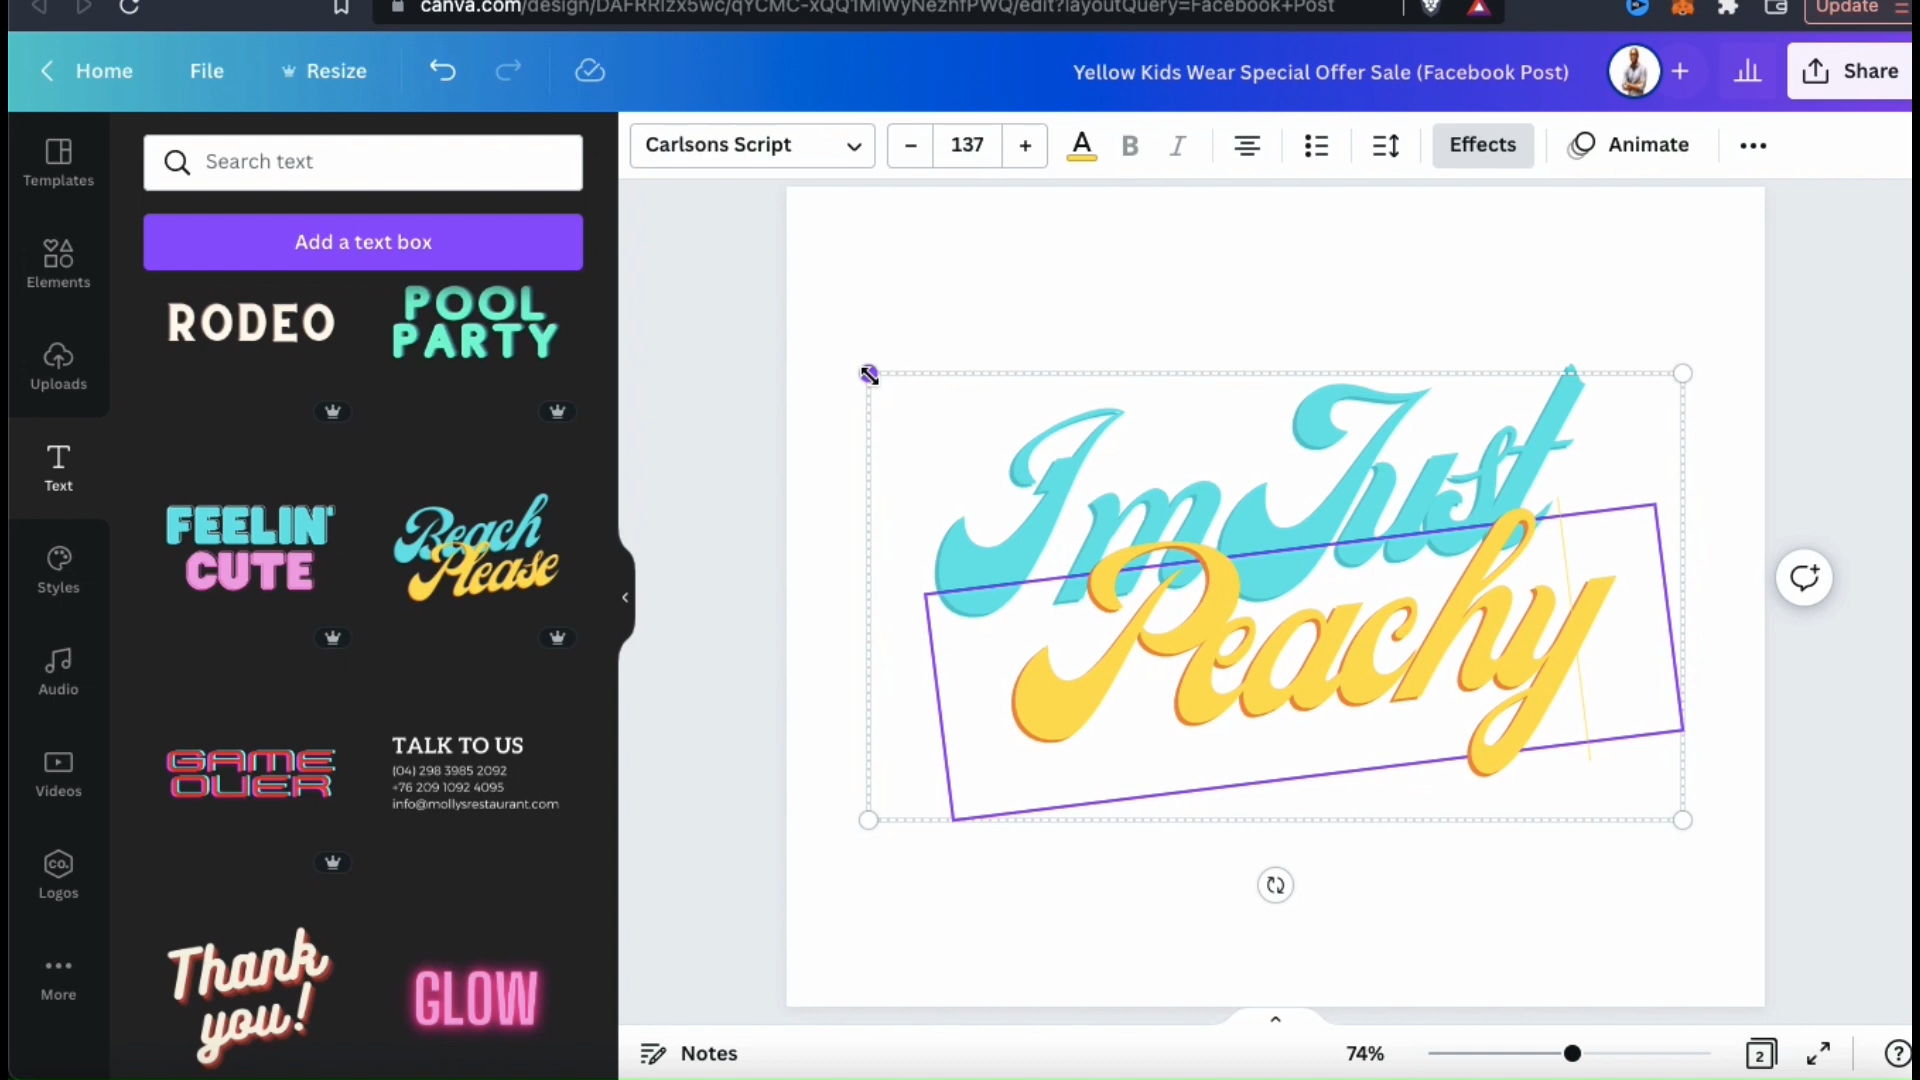 canva.com/design/DAFRRIzx5wc/qYCMC-xQQ1MiWyNezhfPWQ/edit?layoutQuery=Facebook+Post
Update
Home
File
Resize
Yellow Kids Wear Special Offer Sale (Facebook Post)
Share
Templates
Elements
Uploads
Text
Styles
Audio
Videos
CO.
Logos
More
Search text
Add a text box
RODEO
POOL
PARTY
FEELIN'
CUTE
Beach
Please
GAME
OVER
TALK TO US
(04) 298 3985 2092
+76 209 1092 4095
info@mollysrestaurant.com
Thank
you!
GLOW
Carlsons Script
137
A
B
I
Effects
Animate
Im Just
Peachy
Notes
74%
2